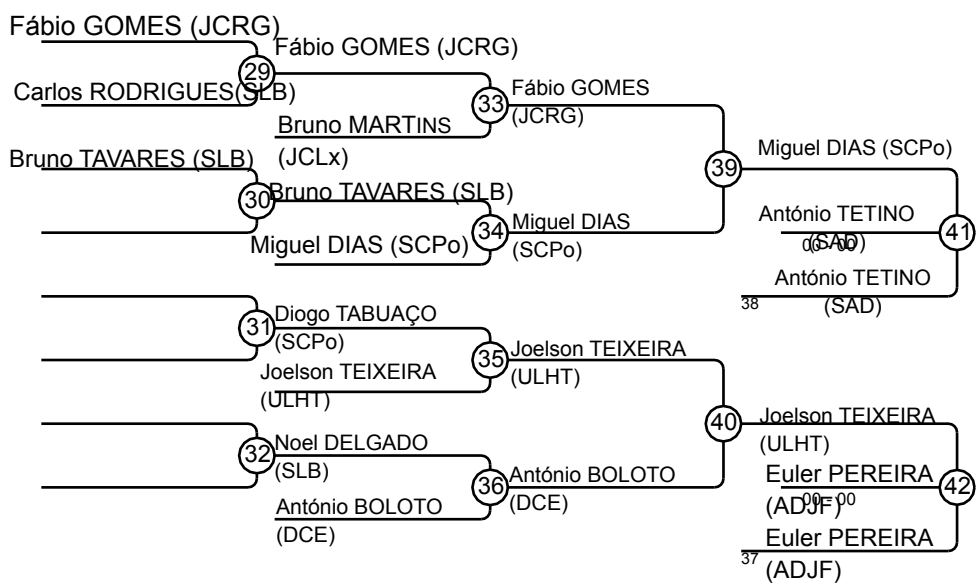 Fábio GOMES (JCRG)
29
Carlos RODRIGUES(SLB)
Fábio GOMES (JCRG)
33
Bruno MARTINS
(JCLx)
Fábio GOMES
(JCRG)
Bruno TAVARES (SLB)
30
Bruno TAVARES (SLB)
34
Miguel DIAS (SCPo)
Miguel DIAS
(SCPo)
39
Miguel DIAS (SCPo)
António TETINO
(SAD)
00 - 00
41
António TETINO
(SAD)
38
31
Diogo TABUAÇO
(SCPo)
35
Joelson TEIXEIRA
(ULHT)
Joelson TEIXEIRA
(ULHT)
32
Noel DELGADO
(SLB)
36
António BOLOTO
(DCE)
António BOLOTO
(DCE)
40
Joelson TEIXEIRA
(ULHT)
Euler PEREIRA
(ADJF)
00 - 00
42
Euler PEREIRA
(ADJF)
37